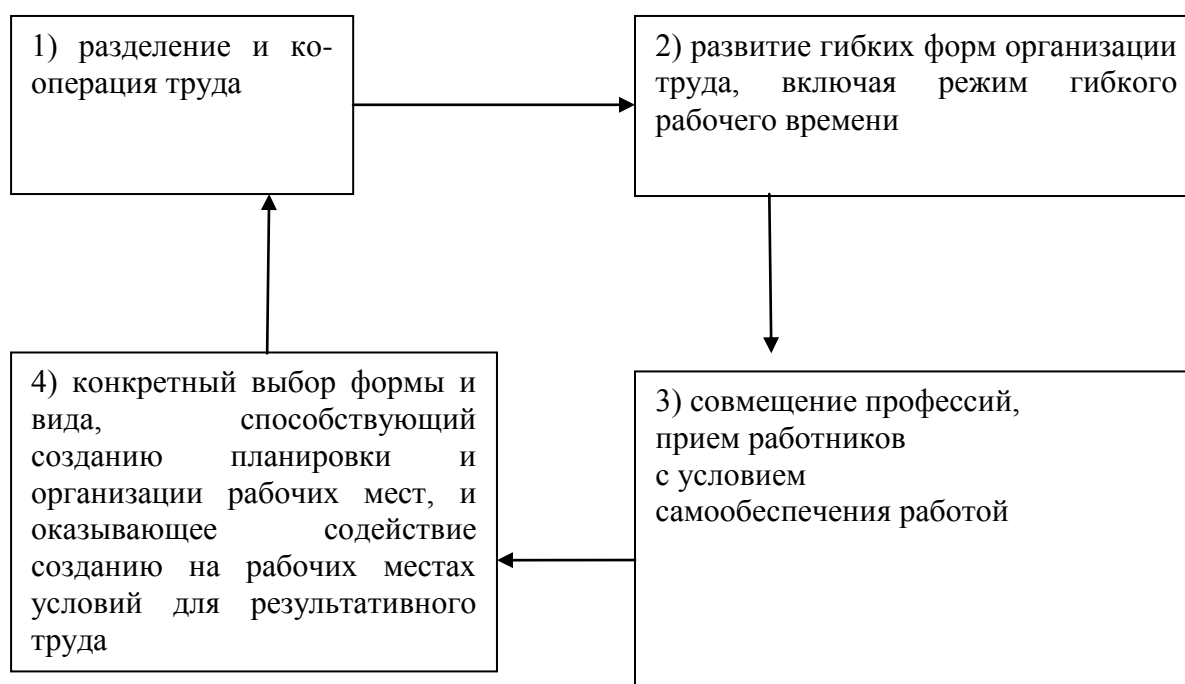 1) разделение и ко-
операция труда
2) развитие гибких форм организации
труда, включая режим гибкого
рабочего времени
3) совмещение профессий,
прием работников
с условием
самообеспечения работой
4) конкретный выбор формы и
вида, способствующий
созданию планировки и
организации рабочих мест, и
оказывающее содействие
созданию на рабочих местах
условий для результативного
труда